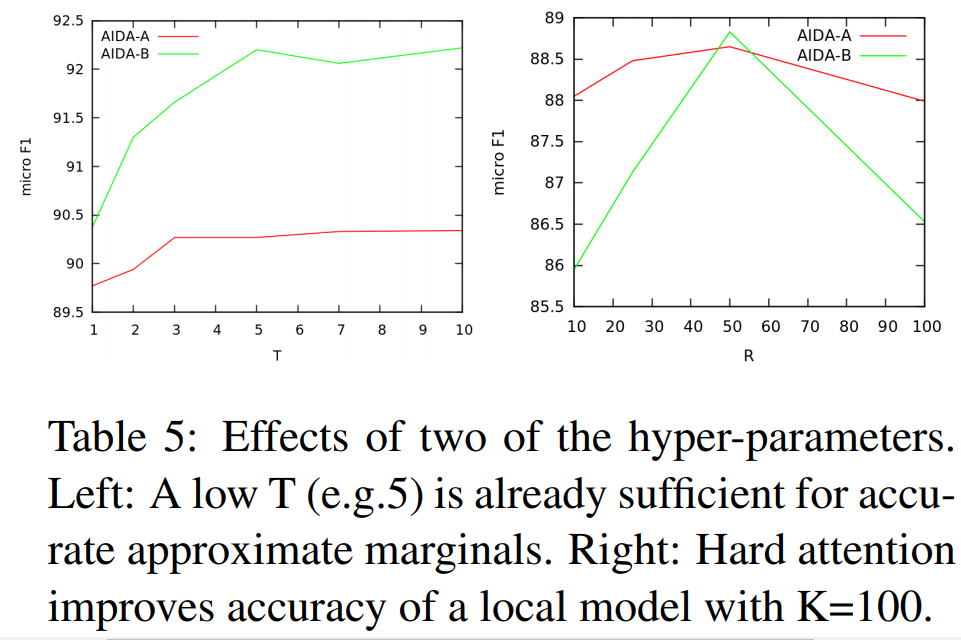 92.5
92
91.5
91
90.5
90
89.5
micro F1
AIDA-A
AIDA-B
1 2 3 4 5 6 7 8 9 10
T
89
88.5
88
87.5
87
86.5
86
85.5
micro F1
AIDA-A
AIDA-B
10 20 30 40 50 60 70 80 90 100
R
Table 5: Effects of two of the hyper-parameters.
Left: A low T (e.g.5) is already sufficient for accu-
rate approximate marginals. Right: Hard attention
improves accuracy of a local model with K=100.